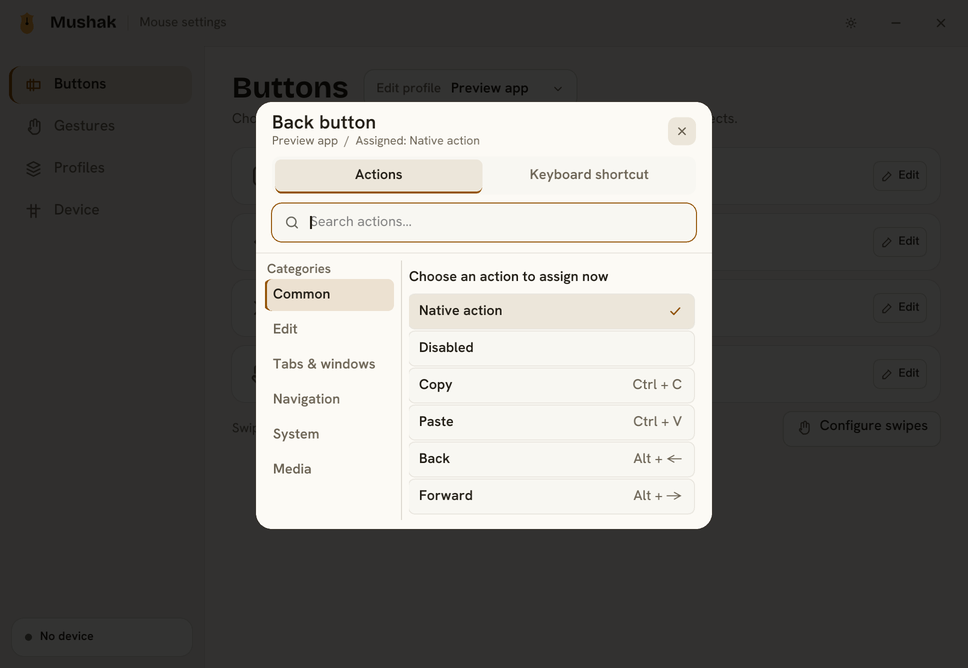 Mushak Mouse settings
Buttons
Gestures
Profiles
Device
No device
Buttons
Edit profile Preview app
Cho
ects.
Edit
Edit
Edit
Edit
Swip
Configure swipes
Back button
Preview app / Assigned: Native action
Actions
Keyboard shortcut
Search actions...
Categories
Common
Edit
Tabs & windows
Navigation
System
Media
Choose an action to assign now
Native action
Disabled
Copy Ctrl + C
Paste Ctrl + V
Back Alt + ←
Forward Alt + →